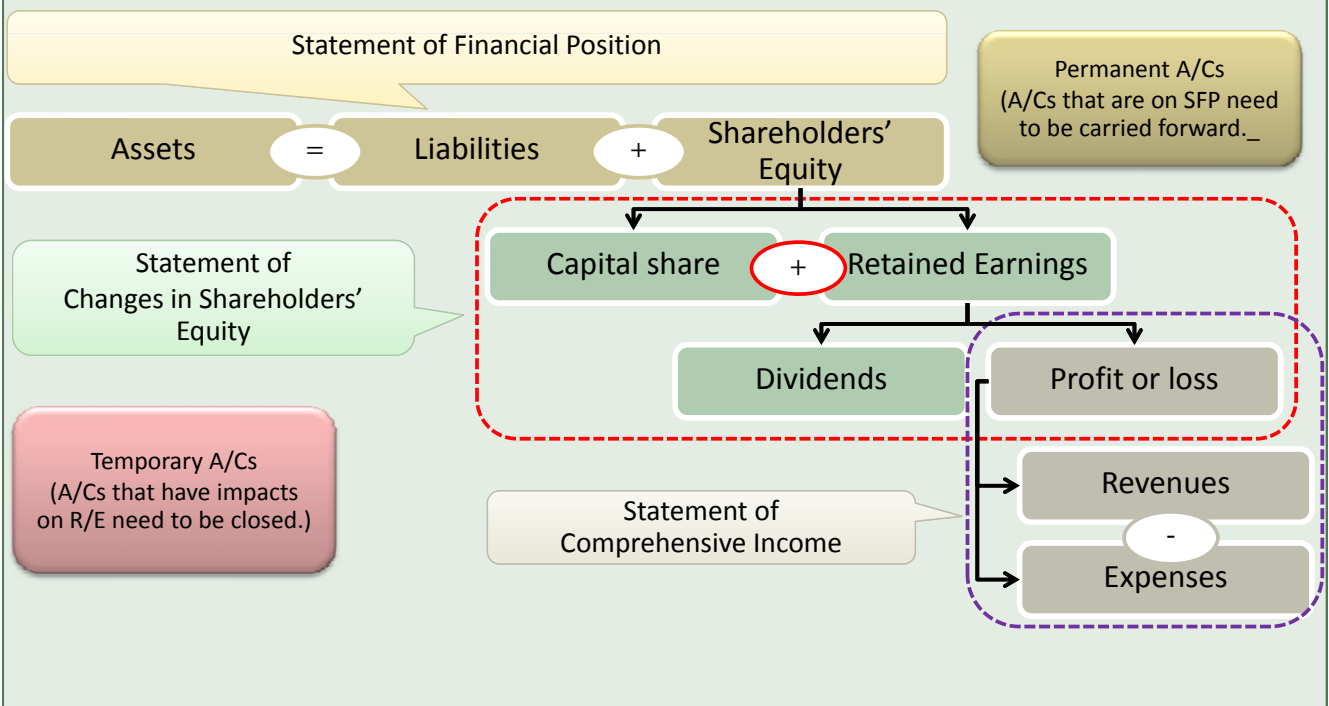 Statement of Financial Position
Permanent A/Cs
(A/Cs that are on SFP need
to be carried forward._
Assets
=
Liabilities
+
Shareholders’
Equity
Capital share
+
Retained Earnings
Statement of
Changes in Shareholders’
Equity
Dividends
Profit or loss
Temporary A/Cs
(A/Cs that have impacts
on R/E need to be closed.)
Statement of
Comprehensive Income
Revenues
-
Expenses